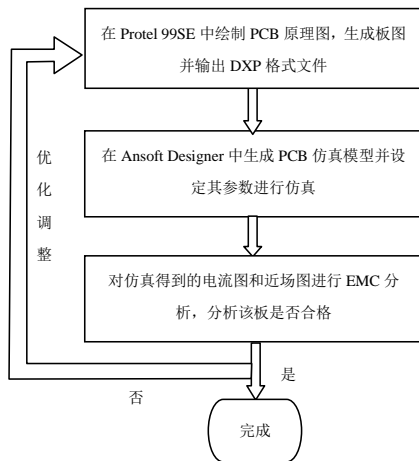 在 Protel 99SE 中绘制 PCB 原理图，生成板图
并输出 DXP 格式文件
在 Ansoft Designer 中生成 PCB 仿真模型并设
定其参数进行仿真
优
化
调
整
对仿真得到的电流图和近场图进行 EMC 分
析，分析该板是否合格
是
否
完成